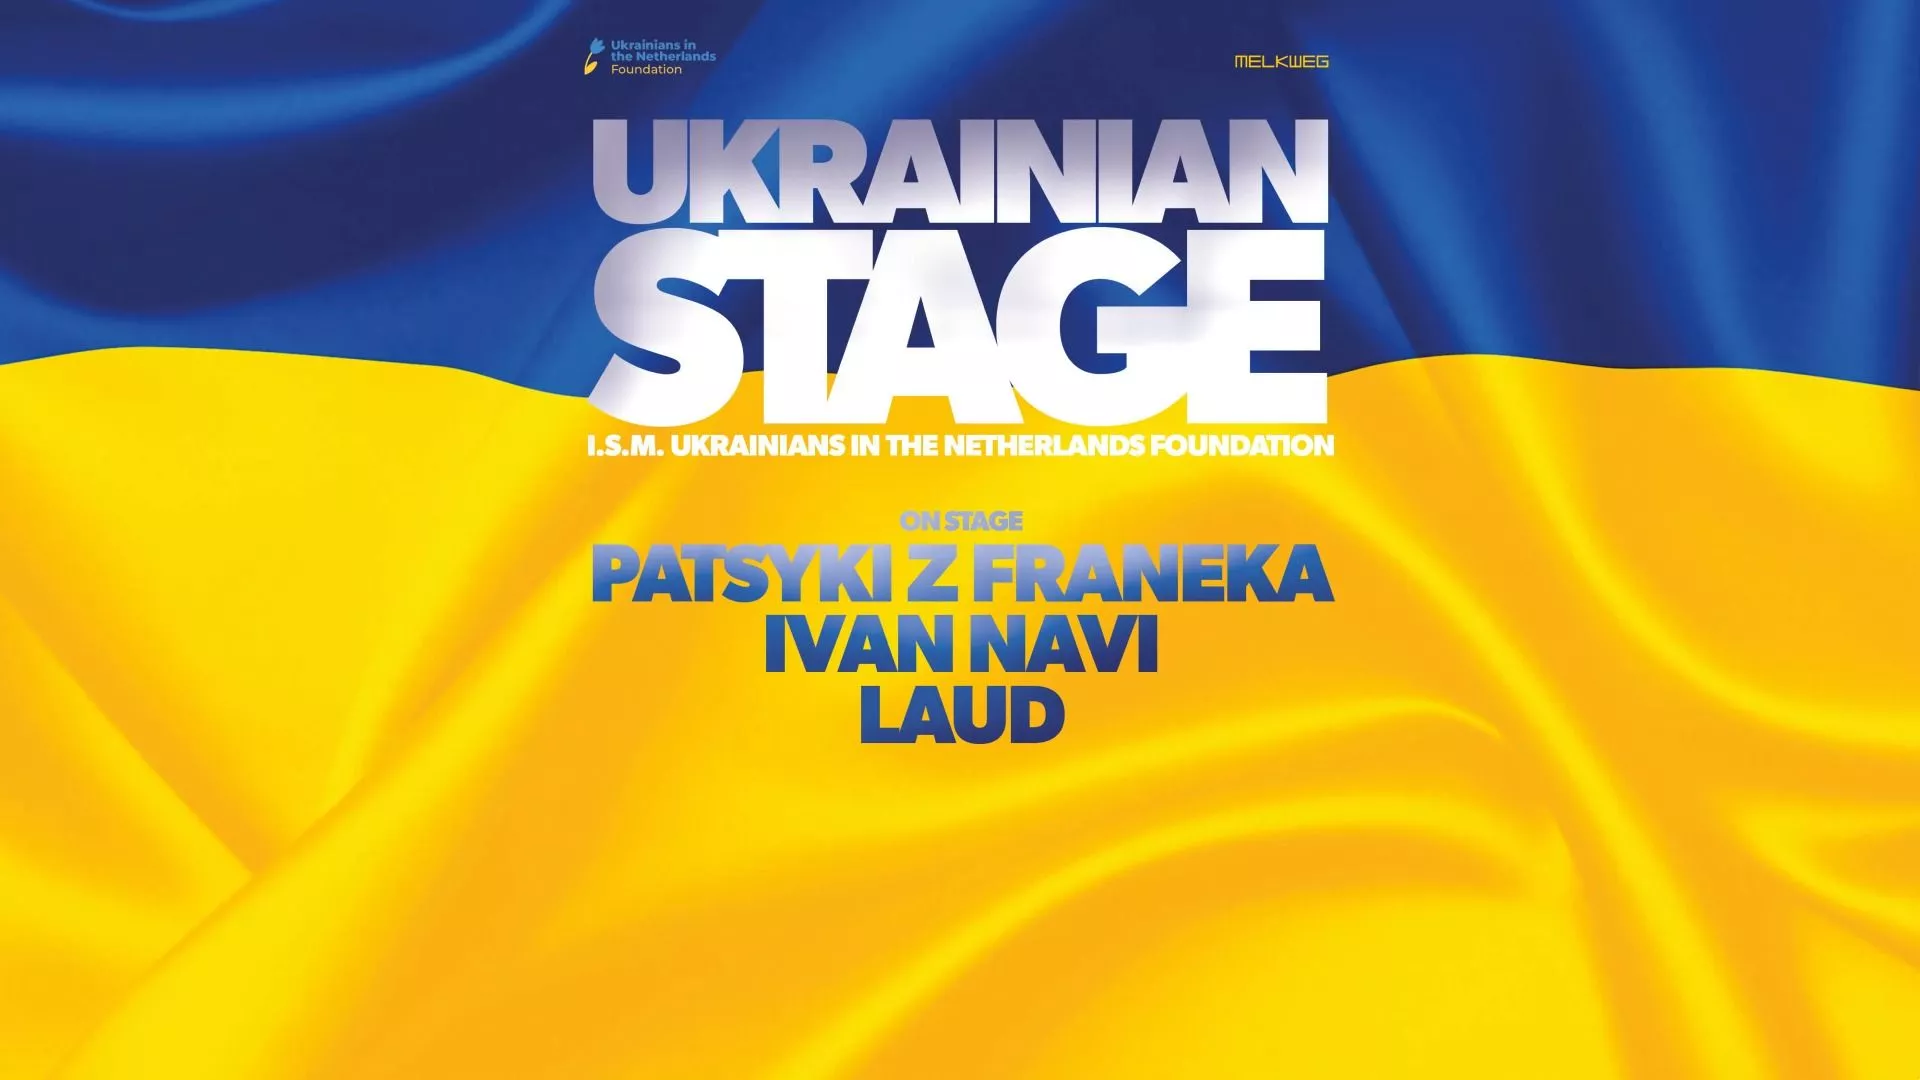 Ukrainians in
the Netherlands
Foundation
MELKWEG
UKRAINIAN
STAGE
I.S.M. UKRAINIANS IN THE NETHERLANDS FOUNDATION
ON STAGE
PATSYKI Z FRANEKA
IVAN NAVI
LAUD